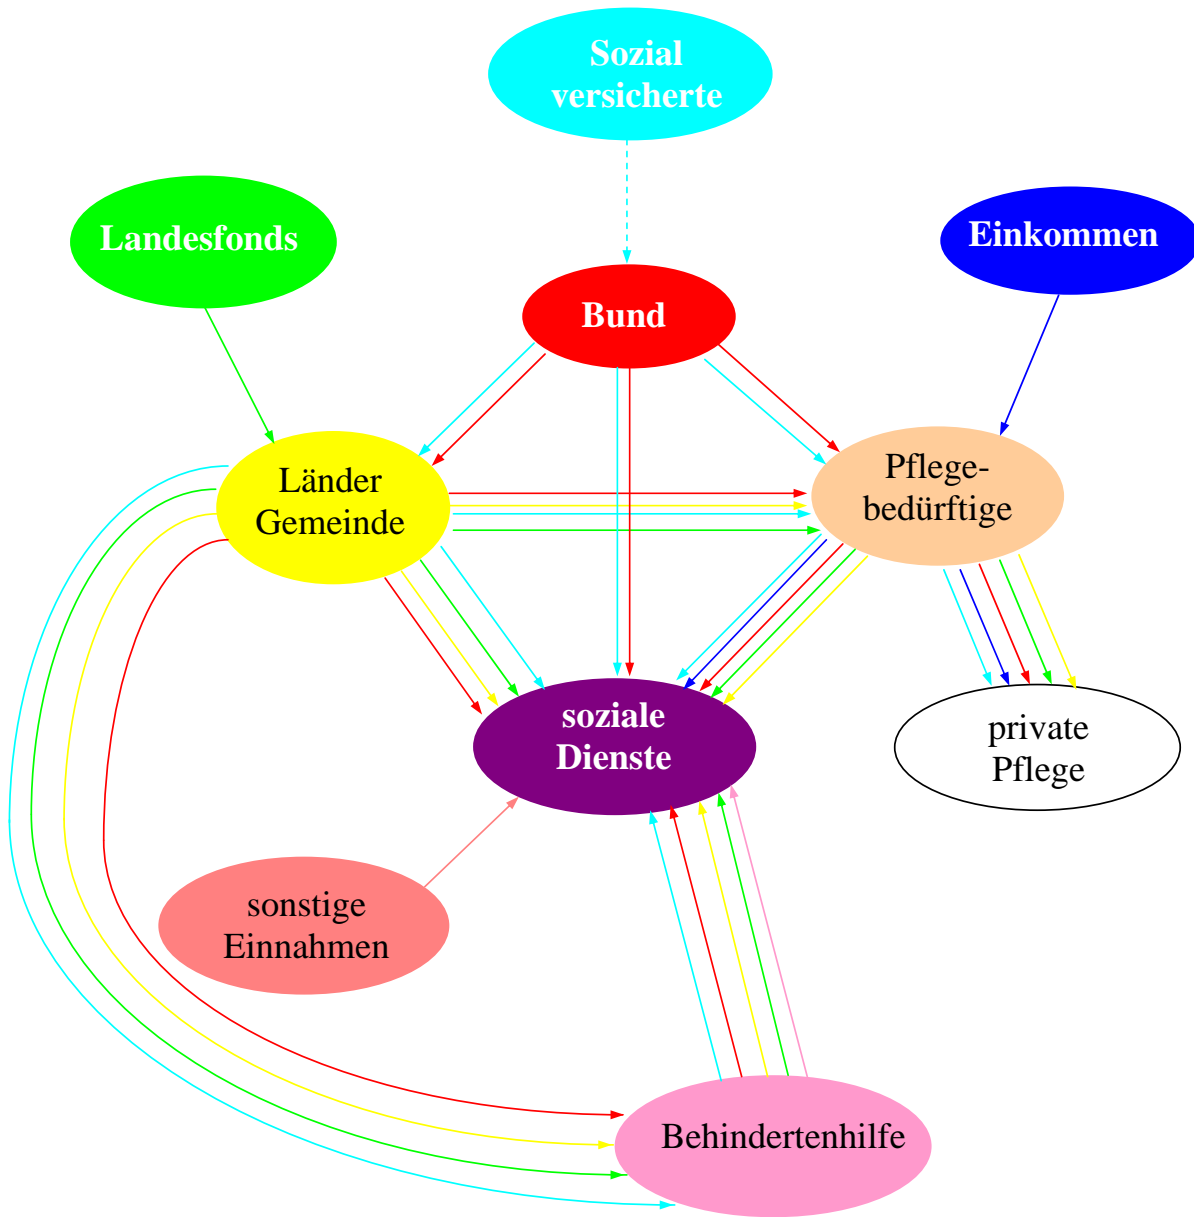 Sozial
versicherte
Landesfonds
Einkommen
Bund
Länder
Gemeinde
Pflege-
bedürftige
soziale
Dienste
private
Pflege
sonstige
Einnahmen
Behindertenhilfe